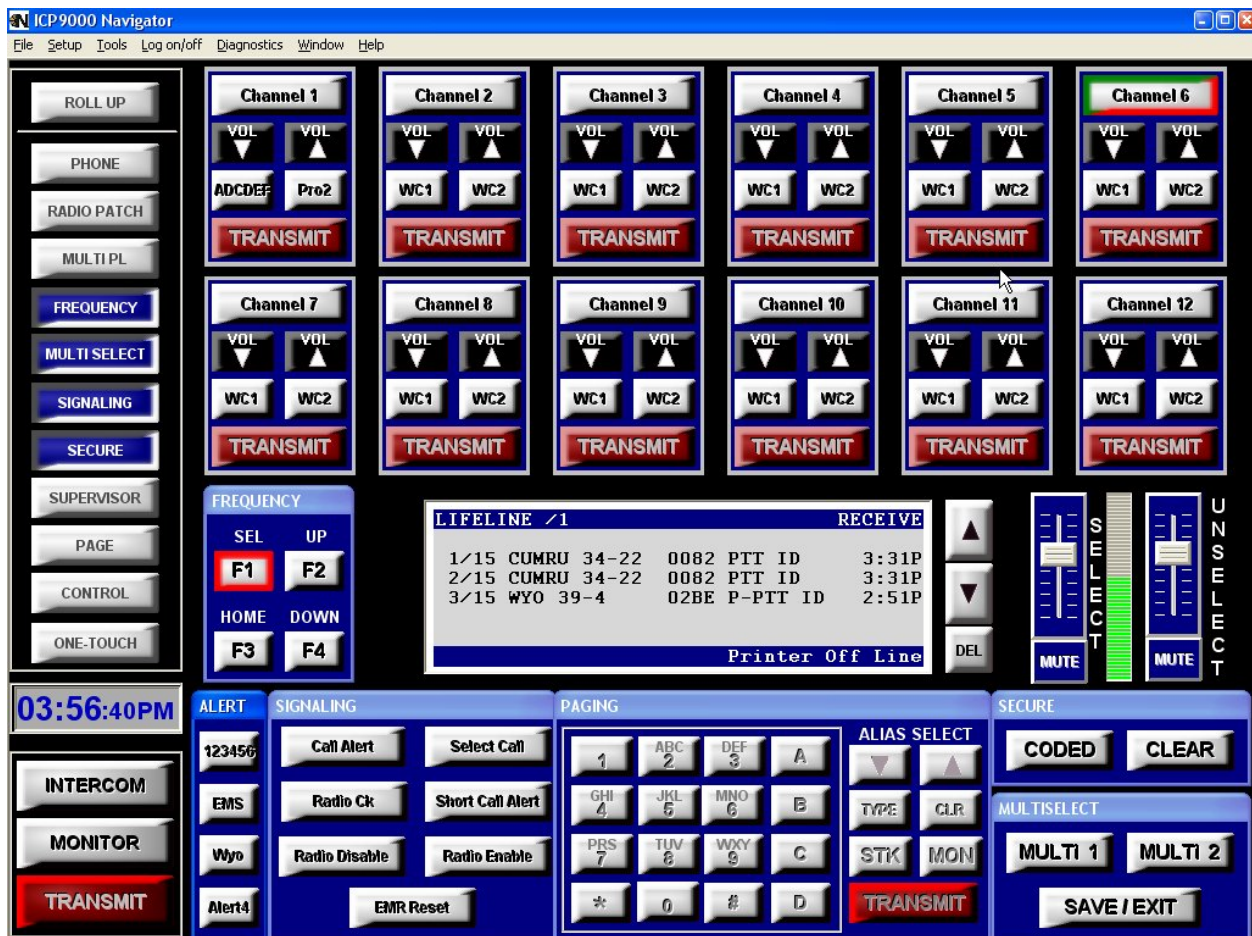 ICP9000 Navigator
File Setup Tools Log on/off Diagnostics Window Help
ROLL UP
PHONE
RADIO PATCH
MULTI PL
FREQUENCY
MULTI SELECT
SIGNALING
SECURE
SUPERVISOR
PAGE
CONTROL
ONE-TOUCH
03:56:40PM
INTERCOM
MONITOR
TRANSMIT
Channel 1 Channel 2 Channel 3 Channel 4 Channel 5 Channel 6
VOL VOL VOL VOL VOL VOL VOL VOL VOL VOL VOL VOL
ADCDEF Pro2 WC1 WC2 WC1 WC2 WC1 WC2 WC1 WC2 WC1 WC2
TRANSMIT TRANSMIT TRANSMIT TRANSMIT TRANSMIT TRANSMIT
Channel 7 Channel 8 Channel 9 Channel 10 Channel 11 Channel 12
VOL VOL VOL VOL VOL VOL VOL VOL VOL VOL VOL VOL
WC1 WC2 WC1 WC2 WC1 WC2 WC1 WC2 WC1 WC2 WC1 WC2
TRANSMIT TRANSMIT TRANSMIT TRANSMIT TRANSMIT TRANSMIT
FREQUENCY
SEL UP
F1 F2
HOME DOWN
F3 F4
LIFELINE /1 RECEIVE
1/15 CUMRU 34-22 0082 PTT ID 3:31P
2/15 CUMRU 34-22 0082 PTT ID 3:31P
3/15 WYO 39-4 02BE P-PTT ID 2:51P
Printer Off Line
DEL
SELECT
MUTE
UNSELECT
MUTE
ALERT
123456
EMS
Wyo
Alert4
SIGNALING
Call Alert Select Call
Radio Ck Short Call Alert
Radio Disable Radio Enable
EMR Reset
PAGING
1 ABC 2 DEF 3 A
GHI 4 JKL 5 MNO 6 B
PRS 7 TUV 8 WXY 9 C
* 0 # D
ALIAS SELECT
TYPE CLR
STK MON
TRANSMIT
SECURE
CODED CLEAR
MULTISELECT
MULTI 1 MULTI 2
SAVE / EXIT